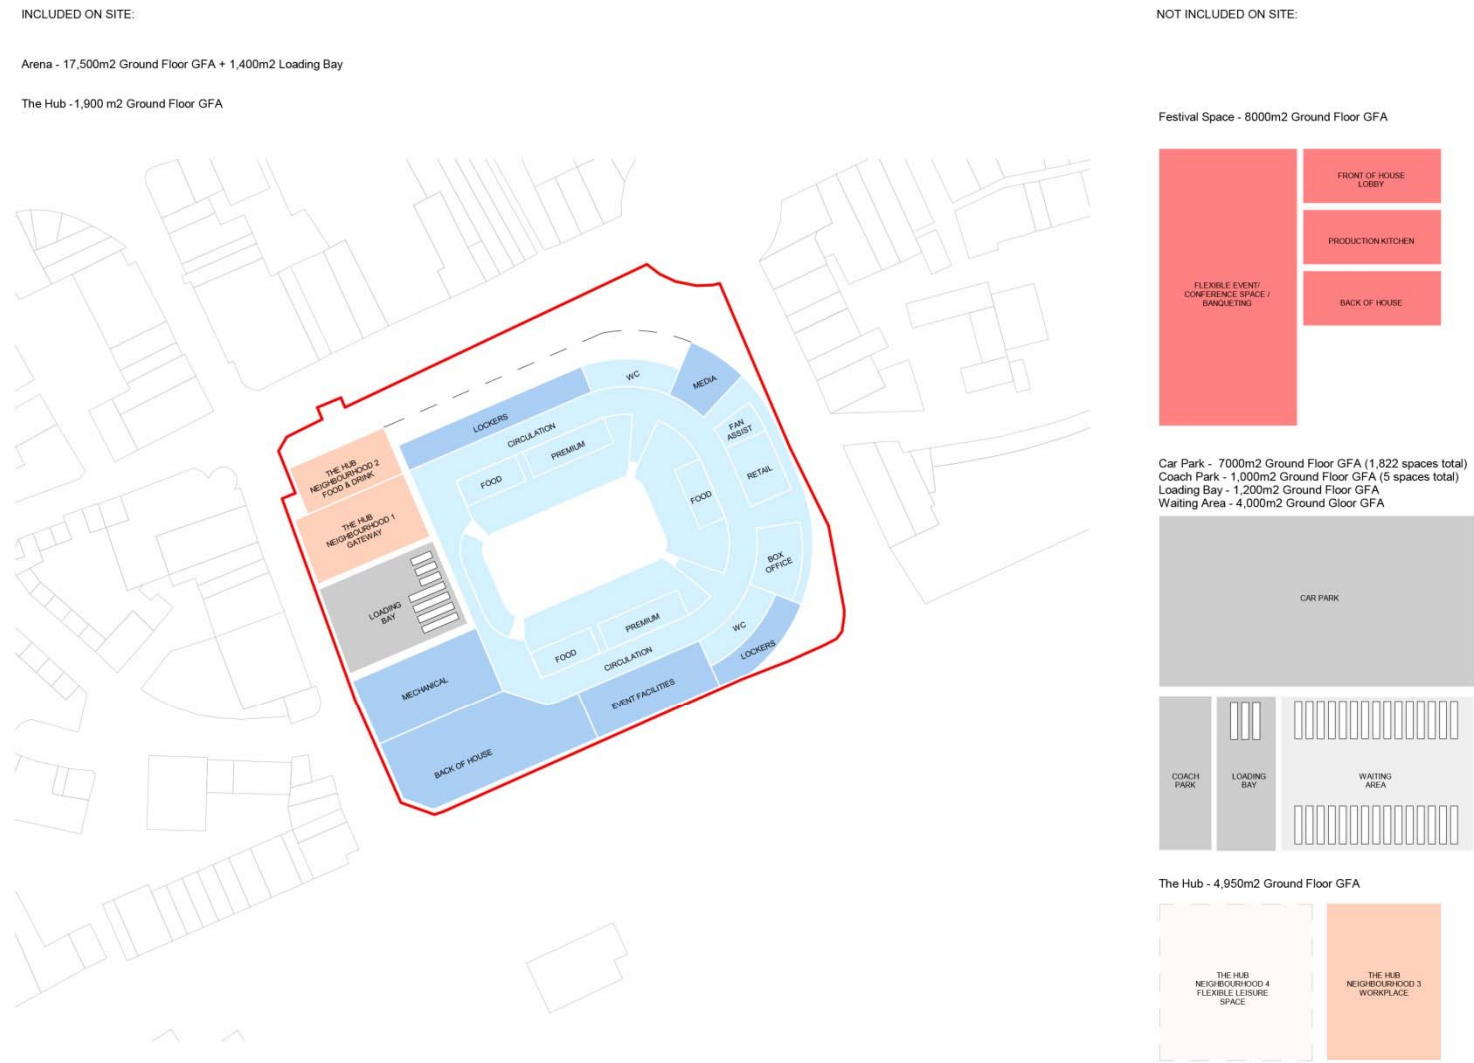 INCLUDED ON SITE:
Arena - 17,500m2 Ground Floor GFA + 1,400m2 Loading Bay
The Hub -1,900 m2 Ground Floor GFA
LOCKERS
WC
MEDIA
CIRCULATION
PREMIUM
FOOD
FAN
ASSIST
RETAIL
FOOD
THE HUB
NEIGHBOURHOOD 2
FOOD & DRINK
THE HUB
NEIGHBOURHOOD 1
GATEWAY
BOX
OFFICE
LOADING
BAY
PREMIUM
FOOD
CIRCULATION
WC
LOCKERS
MECHANICAL
EVENT FACILITIES
BACK OF HOUSE
NOT INCLUDED ON SITE:
Festival Space - 8000m2 Ground Floor GFA
FLEXIBLE EVENT/
CONFERENCE SPACE /
BANQUETING
FRONT OF HOUSE
LOBBY
PRODUCTION KITCHEN
BACK OF HOUSE
Car Park - 7000m2 Ground Floor GFA (1,822 spaces total)
Coach Park - 1,000m2 Ground Floor GFA (5 spaces total)
Loading Bay - 1,200m2 Ground Floor GFA
Waiting Area - 4,000m2 Ground Gloor GFA
CAR PARK
COACH
PARK
LOADING
BAY
WAITING
AREA
The Hub - 4,950m2 Ground Floor GFA
THE HUB
NEIGHBOURHOOD 4
FLEXIBLE LEISURE
SPACE
THE HUB
NEIGHBOURHOOD 3
WORKPLACE